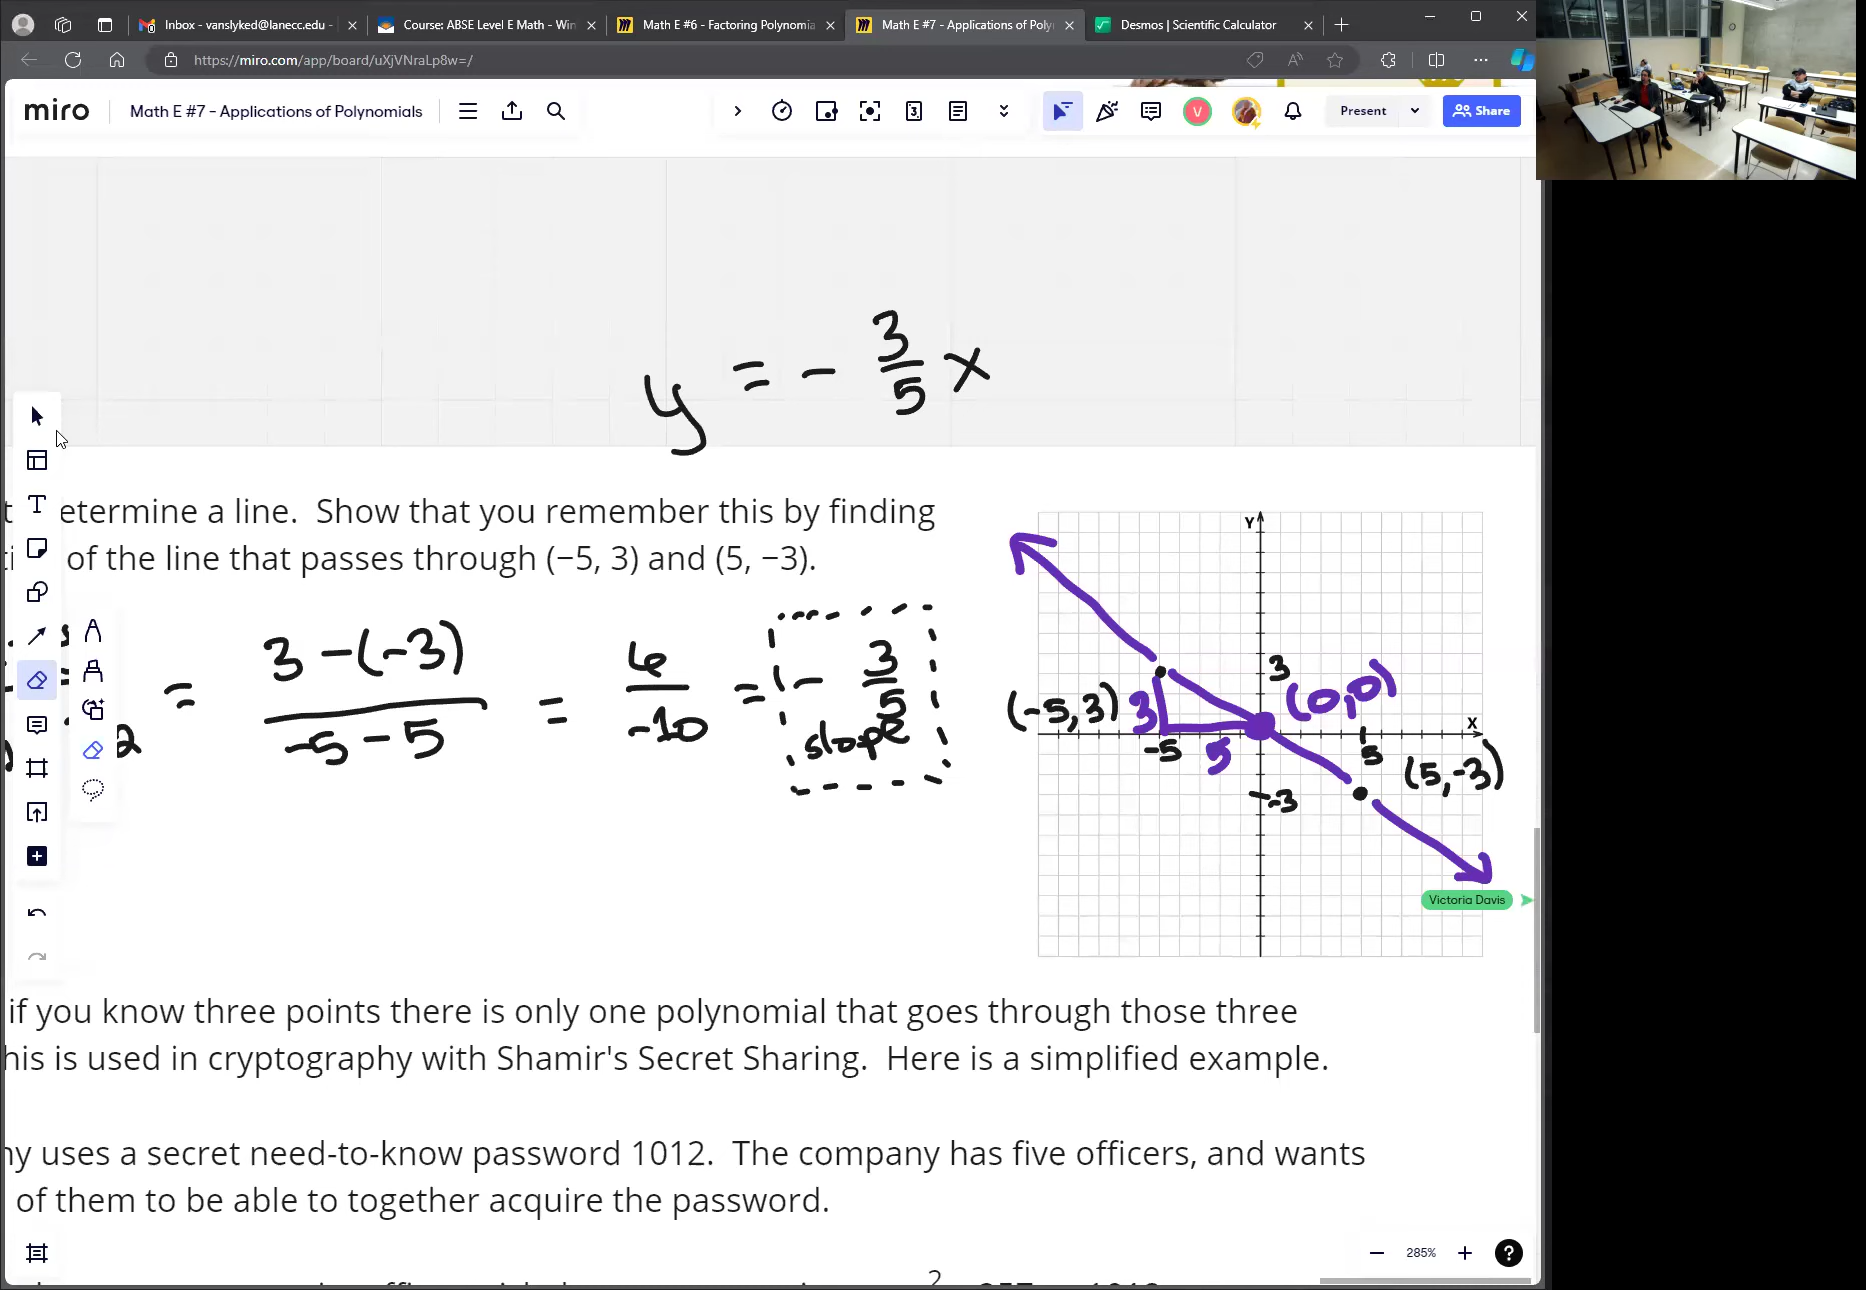 Inbox - vanslyked@lanecc.edu -
Course: ABSE Level E Math - Win
Math E #6 - Factoring Polynomia
Math E #7 - Applications of Poly
Desmos | Scientific Calculator
https://miro.com/app/board/uXjVNraLp8w=/
miro
Math E #7 - Applications of Polynomials
V
Present
Share
y = - 3/5 x
etermine a line. Show that you remember this by finding
of the line that passes through (−5, 3) and (5, −3).
2 = 3 - (-3) / -5 - 5 = 6 / -10 = - 3/5
slope
Y
X
3
(0,0)
(-5,3)
3
-5
5
5
(5,-3)
-3
Victoria Davis
if you know three points there is only one polynomial that goes through those three
his is used in cryptography with Shamir's Secret Sharing. Here is a simplified example.
ny uses a secret need-to-know password 1012. The company has five officers, and wants
of them to be able to together acquire the password.
2
285%